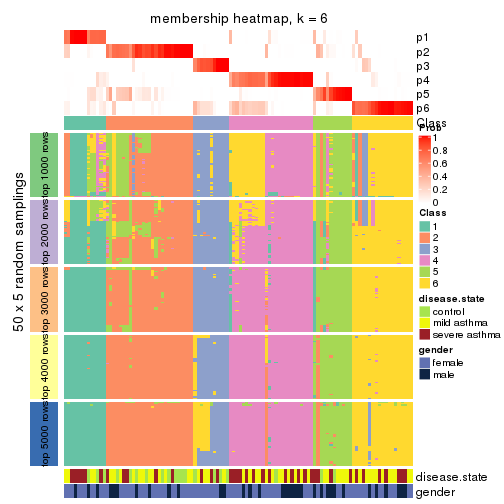 membership heatmap, k = 6
p1
p2
p3
p4
p5
p6
Class
Prob
1
0.8
0.6
0.4
0.2
0
Class
1
2
3
4
5
6
disease.state
control
mild asthma
severe asthma
gender
female
male
50 x 5 random samplings
top 1000 rows
top 2000 rows
top 3000 rows
top 4000 rows
top 5000 rows
disease.state
gender